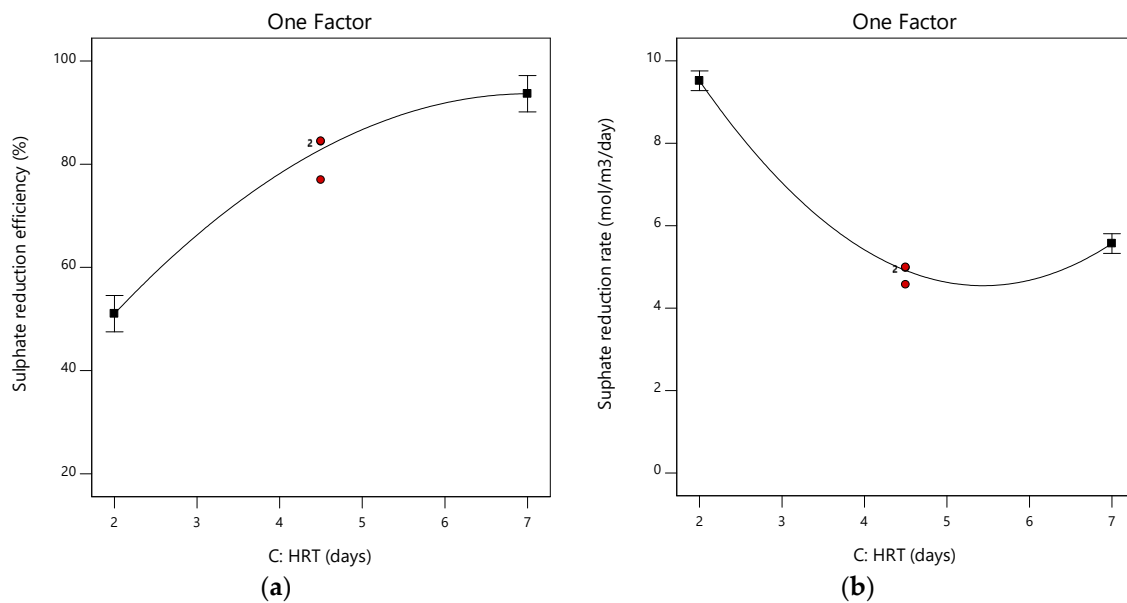 One Factor
100
80
60
40
20
2
2 3 4 5 6 7
Sulphate reduction efficiency (%)
C: HRT (days)
(a)
One Factor
10
8
6
4
2
0
2
2 3 4 5 6 7
Suphate reduction rate (mol/m3/day)
C: HRT (days)
(b)